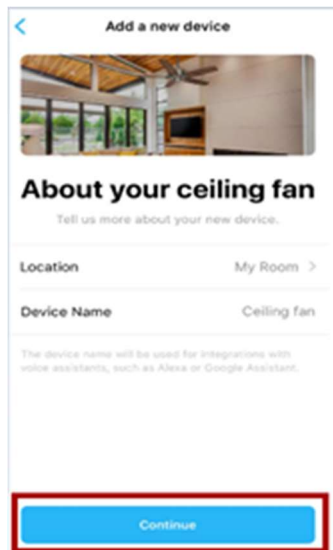 Add a new device
About your ceiling fan
Tell us more about your new device.
Location My Room >
Device Name Ceiling fan
The device name will be used for integrations with
voice assistants, such as Alexa or Google Assistant.
Continue